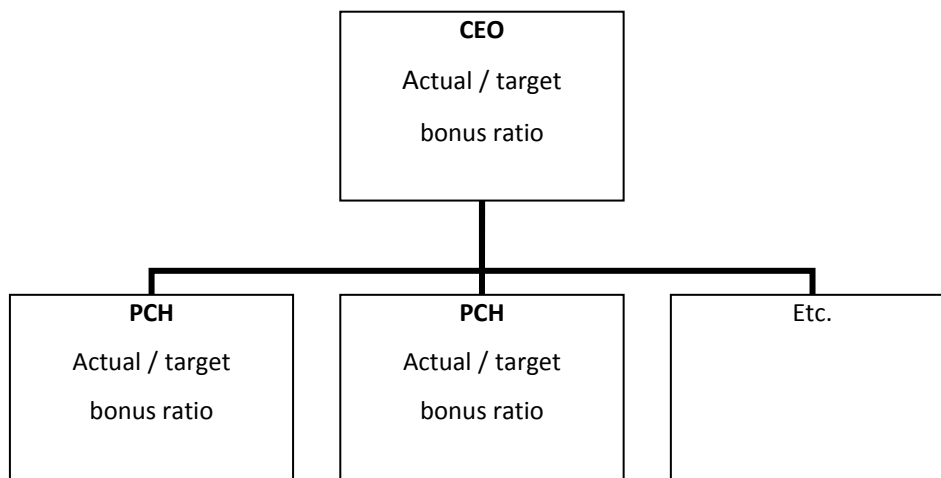 CEO
Actual / target
bonus ratio
PCH
Actual / target
bonus ratio
PCH
Actual / target
bonus ratio
Etc.